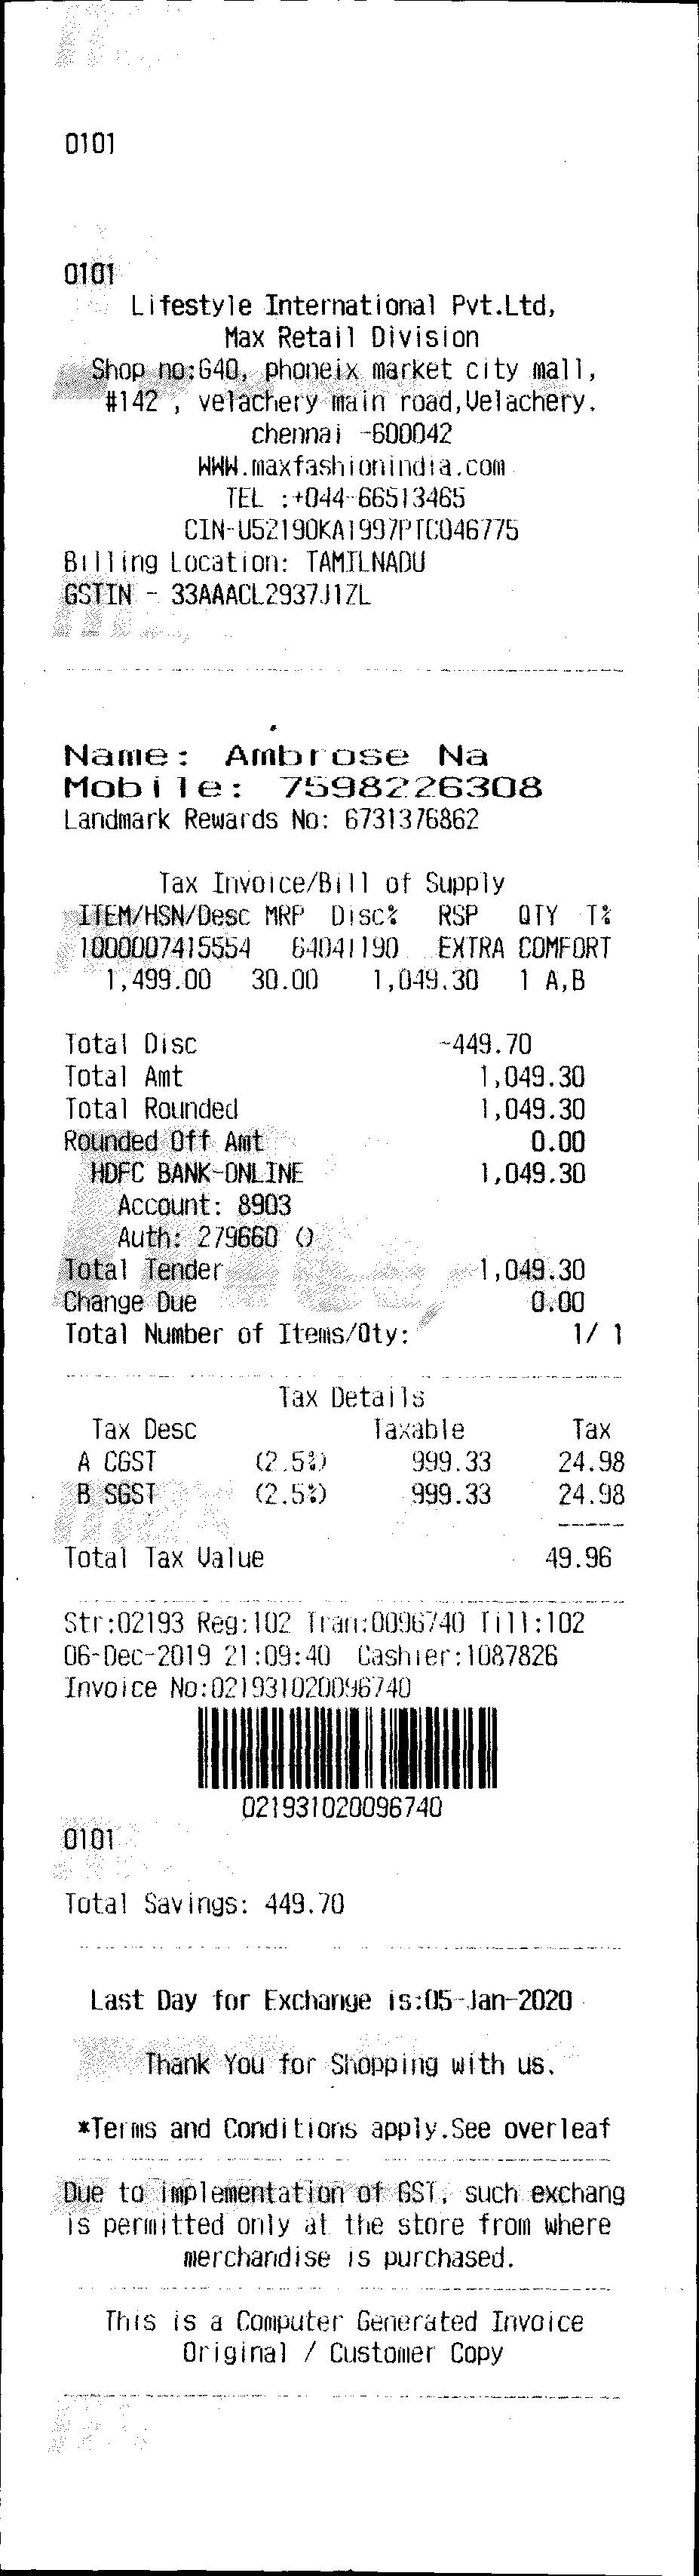 0101
0101
Lifestyle International Pvt.Ltd,
Max Retail Division
Shop no:G40, phoneix market city mall,
#142 , velachery main road,Velachery.
chennai -600042
WWW.maxfashionindia.com
TEL :+044-66513465
CIN-U52190KA1997PTC046775
Billing Location: TAMILNADU
GSTIN - 33AAACL2937J1ZL
Name: Ambrose Na
Mobile: 7598226308
Landmark Rewards No: 6731376862
Tax Invoice/Bill of Supply
ITEM/HSN/Desc MRP Disc% RSP QTY T%
1000007415554 64041190 EXTRA COMFORT
1,499.00 30.00 1,049.30 1 A,B
Total Disc -449.70
Total Amt 1,049.30
Total Rounded 1,049.30
Rounded Off Amt 0.00
HDFC BANK-ONLINE 1,049.30
Account: 8903
Auth: 279660 ()
Total Tender 1,049.30
Change Due 0.00
Total Number of Items/Qty: 1/ 1
Tax Details
Tax Desc Taxable Tax
A CGST (2.5%) 999.33 24.98
B SGST (2.5%) 999.33 24.98
Total Tax Value 49.96
Str:02193 Reg:102 Tran:0096740 Till:102
06-Dec-2019 21:09:40 Cashier:1087826
Invoice No:021931020096740
021931020096740
0101
Total Savings: 449.70
Last Day for Exchange is:05-Jan-2020
Thank You for Shopping with us.
*Terms and Conditions apply.See overleaf
Due to implementation of GST, such exchang
is permitted only at the store from where
merchandise is purchased.
This is a Computer Generated Invoice
Original / Customer Copy